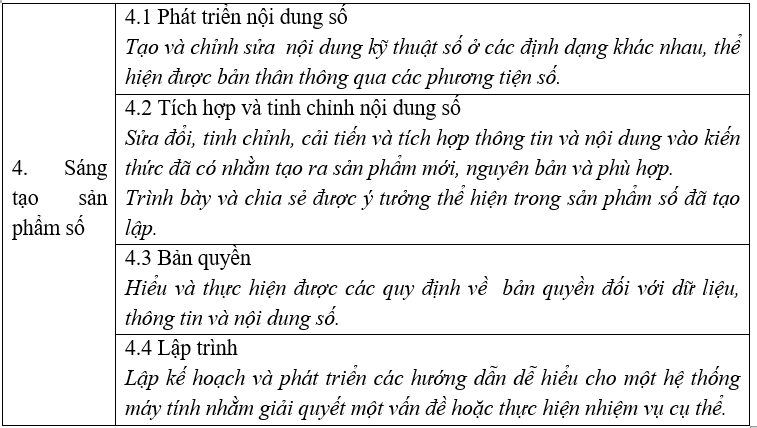 4. Sáng
tạo sản
phẩm số
4.1 Phát triển nội dung số
Tạo và chỉnh sửa nội dung kỹ thuật số ở các định dạng khác nhau, thể
hiện được bản thân thông qua các phương tiện số.
4.2 Tích hợp và tinh chỉnh nội dung số
Sửa đổi, tinh chỉnh, cải tiến và tích hợp thông tin và nội dung vào kiến
thức đã có nhằm tạo ra sản phẩm mới, nguyên bản và phù hợp.
Trình bày và chia sẻ được ý tưởng thể hiện trong sản phẩm số đã tạo
lập.
4.3 Bản quyền
Hiểu và thực hiện được các quy định về bản quyền đối với dữ liệu,
thông tin và nội dung số.
4.4 Lập trình
Lập kế hoạch và phát triển các hướng dẫn dễ hiểu cho một hệ thống
máy tính nhằm giải quyết một vấn đề hoặc thực hiện nhiệm vụ cụ thể.